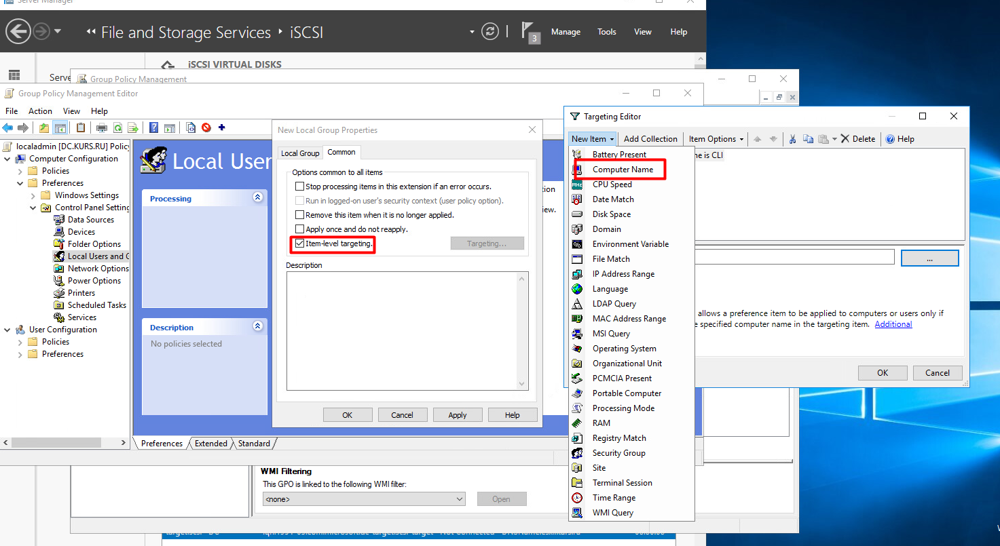 Server Manager
File and Storage Services
iSCSI
3
Manage
Tools
View
Help
iSCSI VIRTUAL DISKS
Serve
Group Policy Management
Group Policy Management Editor
File
Action
View
Help
localadmin [DC.KURS.RU] Policy
Computer Configuration
Policies
Preferences
Windows Settings
Control Panel Setting
Data Sources
Devices
Folder Options
Local Users and G
Network Options
Power Options
Printers
Scheduled Tasks
Services
User Configuration
Policies
Preferences
Local User
Processing
Description
No policies selected
Preferences
Extended
Standard
New Local Group Properties
Local Group
Common
Options common to all items
Stop processing items in this extension if an error occurs.
Run in logged-on user's security context (user policy option).
Remove this item when it is no longer applied.
Apply once and do not reapply.
Item-level targeting.
Targeting...
Description
OK
Cancel
Apply
Help
tion
iew.
Targeting Editor
New Item
Add Collection
Item Options
Delete
Help
ne is CLI
Battery Present
Computer Name
CPU Speed
Date Match
Disk Space
Domain
Environment Variable
File Match
IP Address Range
Language
LDAP Query
MAC Address Range
MSI Query
Operating System
Organizational Unit
PCMCIA Present
Portable Computer
Processing Mode
RAM
Registry Match
Security Group
Site
Terminal Session
Time Range
WMI Query
...
allows a preference item to be applied to computers or users only if
e specified computer name in the targeting item. Additional
OK
Cancel
WMI Filtering
This GPO is linked to the following WMI filter:
<none>
Open